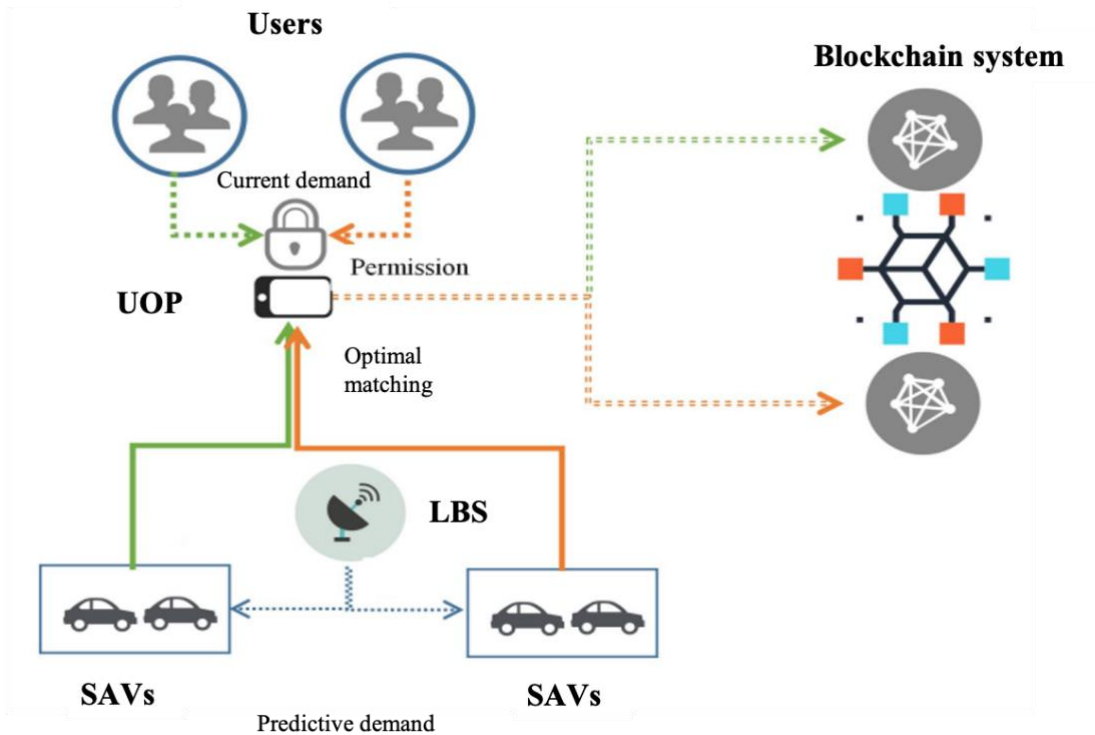 Users
Blockchain system
Current demand
Permission
UOP
Optimal
matching
LBS
SAVs
SAVs
Predictive demand